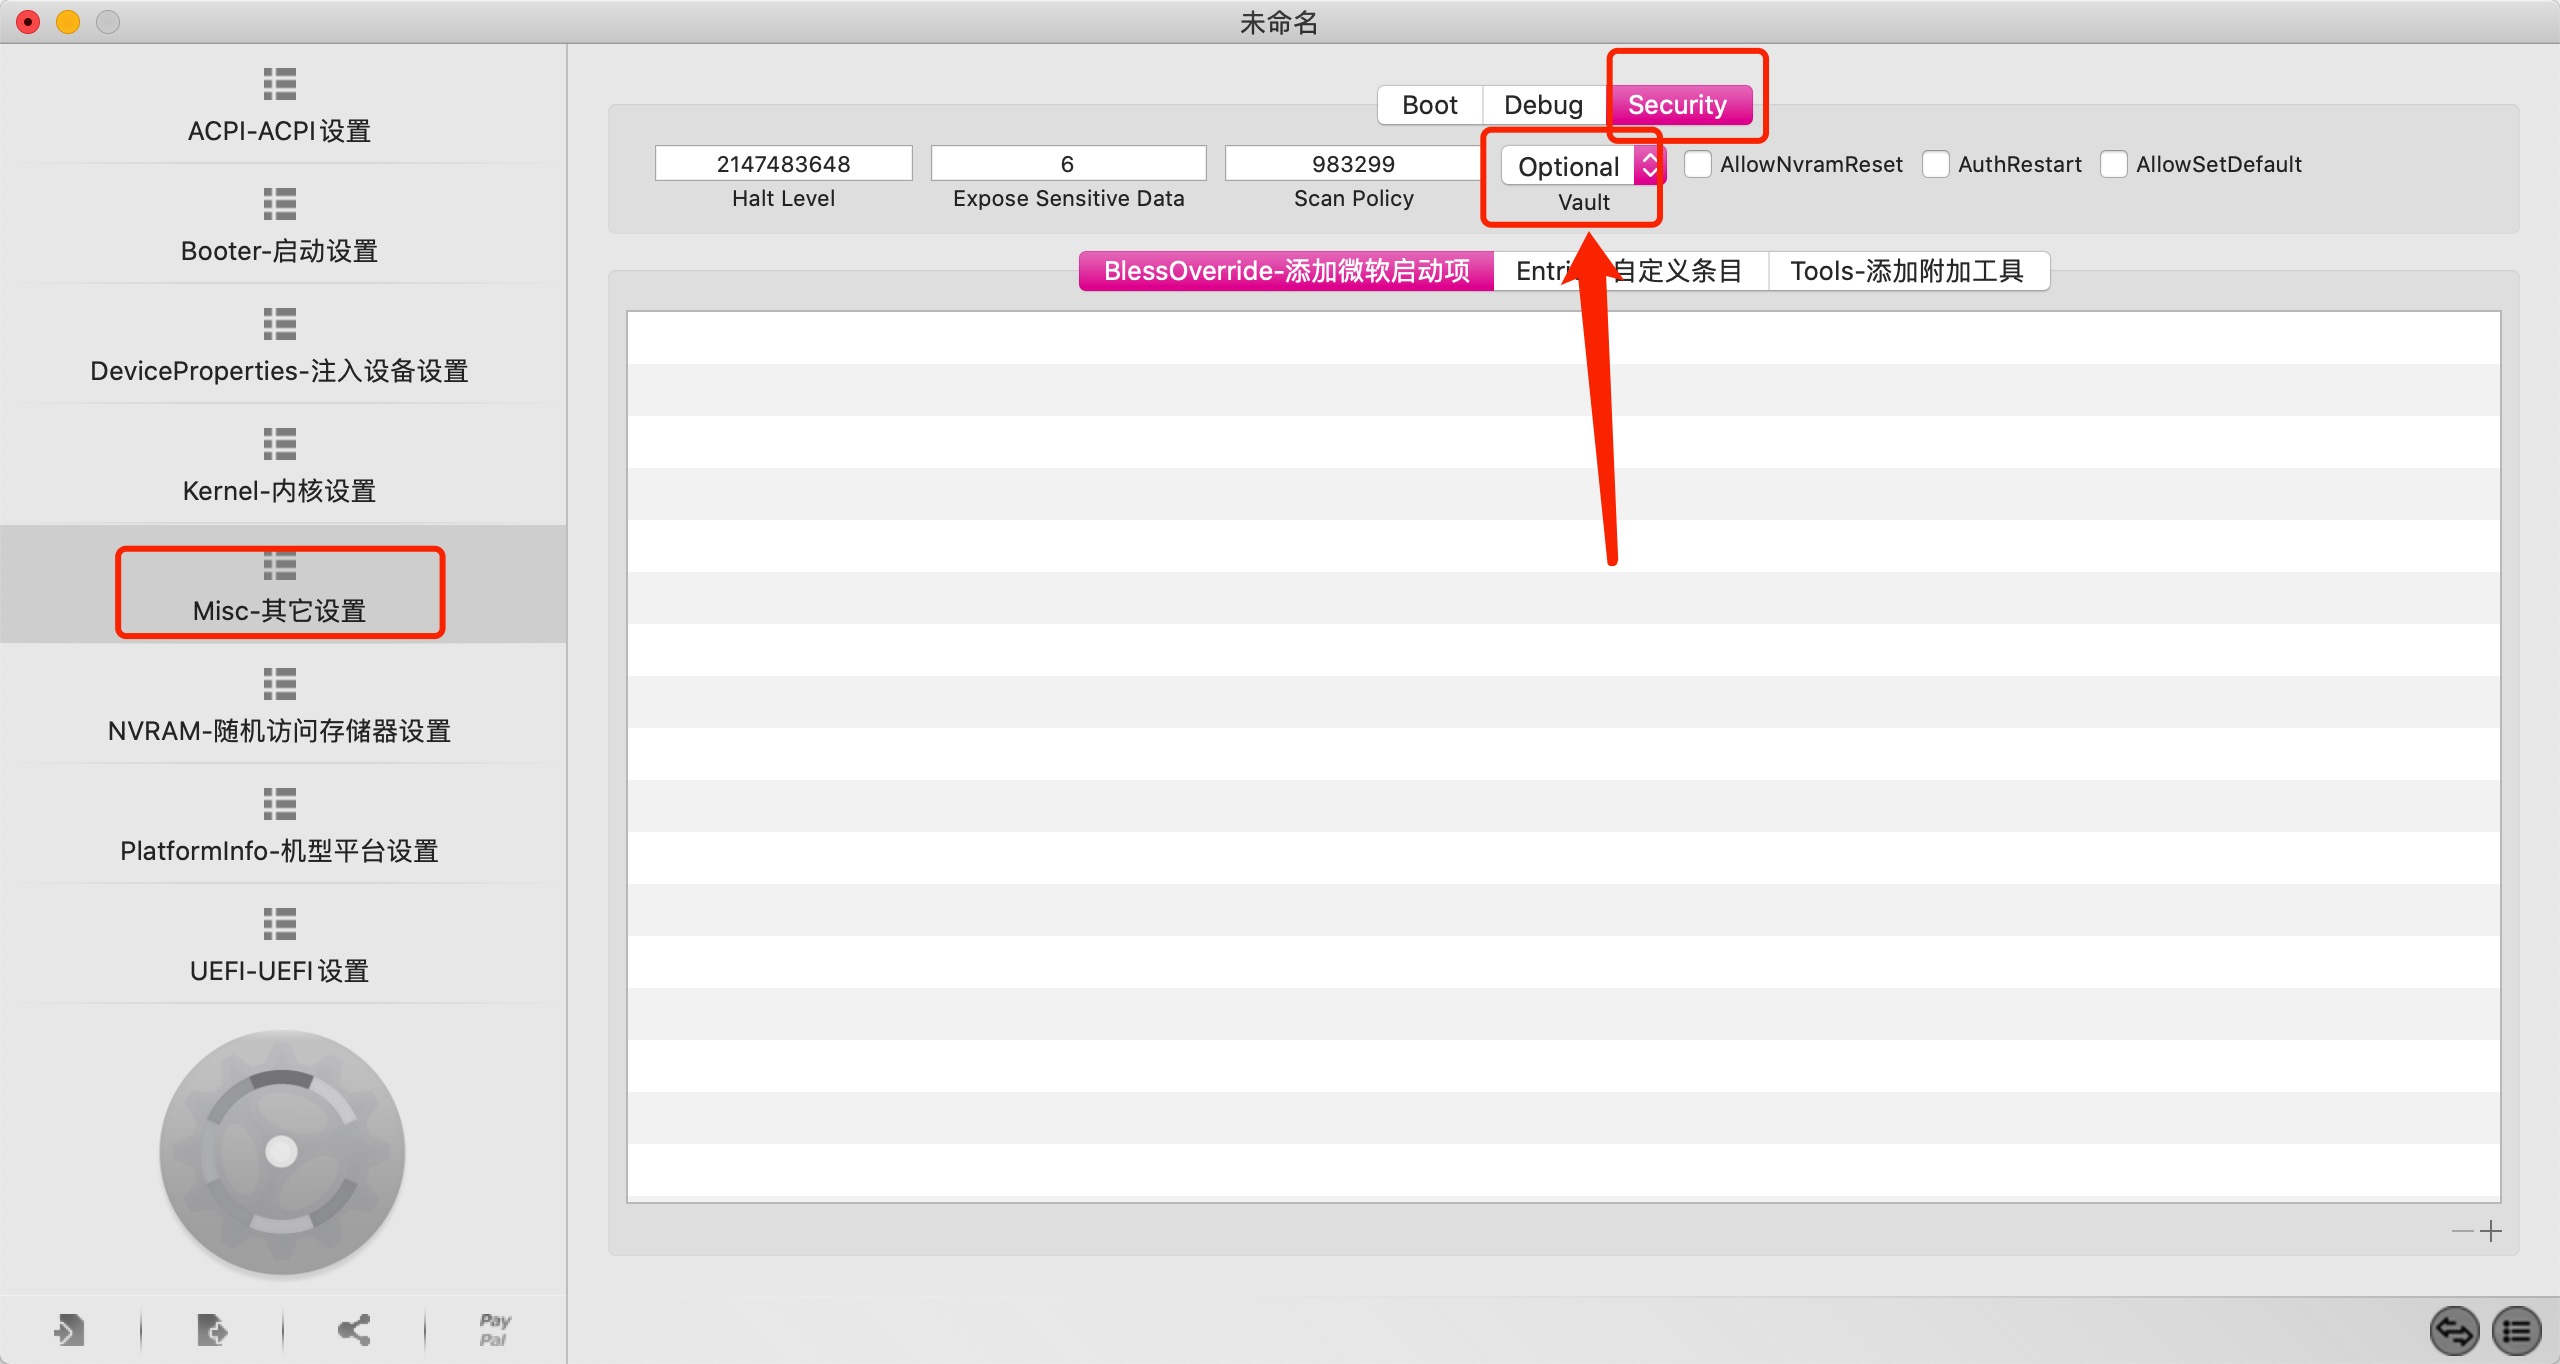 未命名
ACPI-ACPI设置
Booter-启动设置
DeviceProperties-注入设备设置
Kernel-内核设置
Misc-其它设置
NVRAM-随机访问存储器设置
PlatformInfo-机型平台设置
UEFI-UEFI设置
Pay
Pal
Boot Debug Security
2147483648 6 983299 Optional AllowNvramReset AuthRestart AllowSetDefault
Halt Level Expose Sensitive Data Scan Policy Vault
BlessOverride-添加微软启动项 自定义条目 Tools-添加附加工具